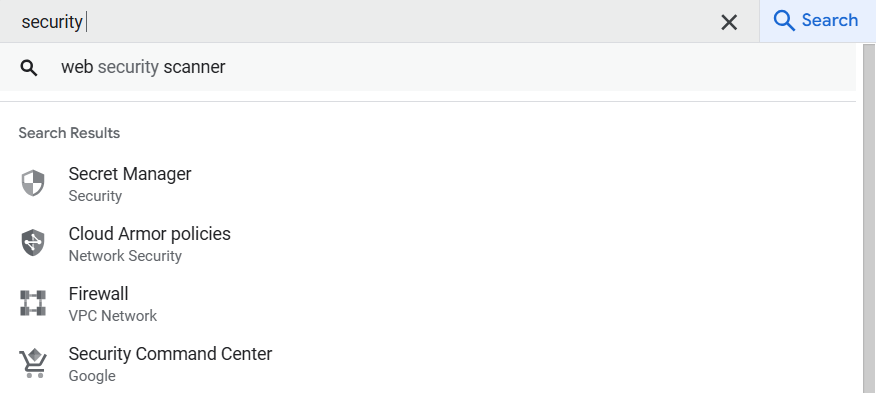 security
Search
web security scanner
Search Results
Secret Manager
Security
Cloud Armor policies
Network Security
Firewall
VPC Network
Security Command Center
Google